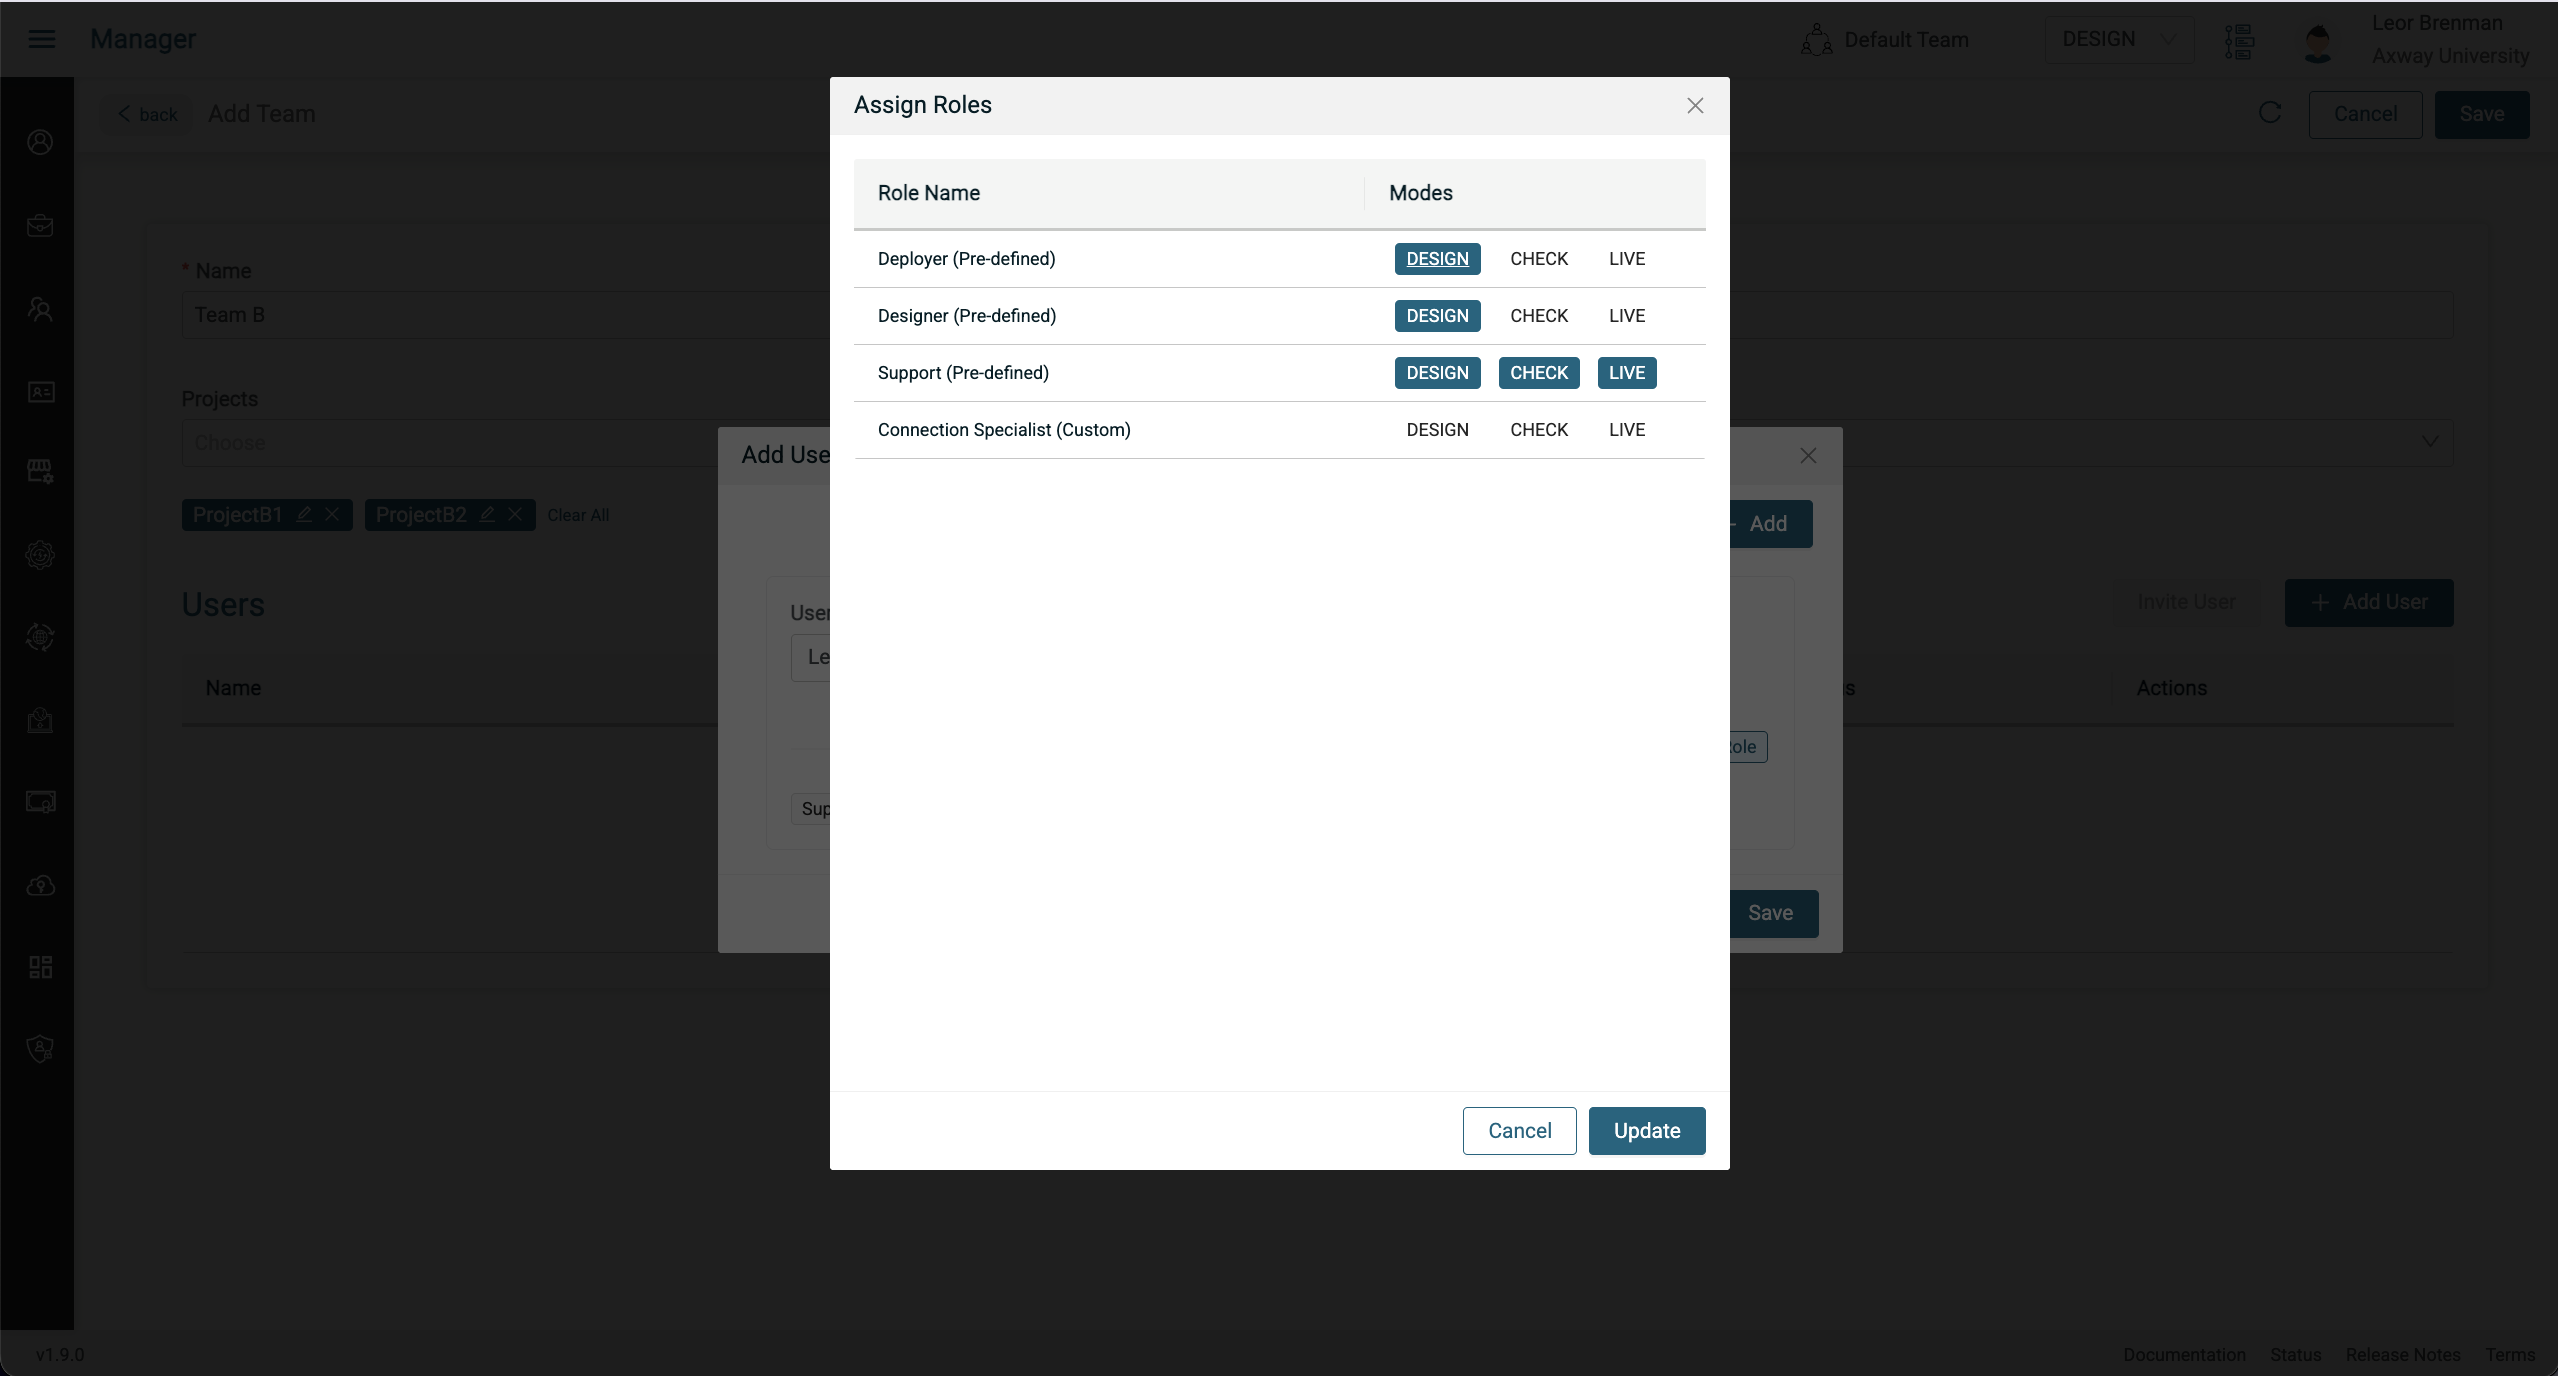 Manager
Default Team
DESIGN
Leor Brenman
Axway University
back
Add Team
Cancel
Save
Assign Roles
Role Name
Modes
Deployer (Pre-defined)
DESIGN
CHECK
LIVE
Designer (Pre-defined)
DESIGN
CHECK
LIVE
Support (Pre-defined)
DESIGN
CHECK
LIVE
Connection Specialist (Custom)
DESIGN
CHECK
LIVE
Cancel
Update
* Name
Team B
Projects
Choose
ProjectB1
ProjectB2
Clear All
Add Use
Add
Users
Invite User
+ Add User
User
Le
Name
s
Actions
ole
Sup
Save
v1.9.0
Documentation
Status
Release Notes
Terms